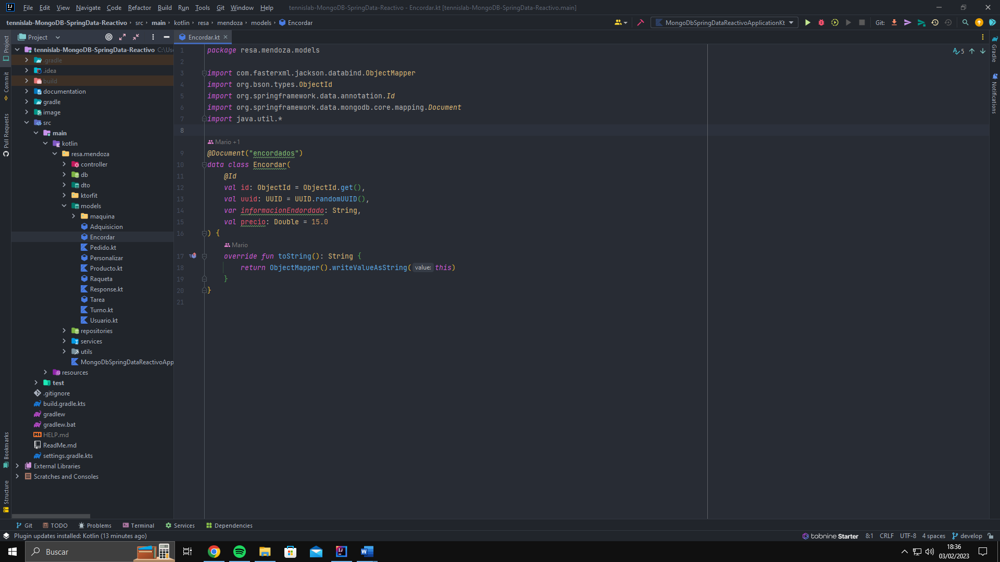 File Edit View Navigate Code Refactor Build Run Tools Git Window Help tennislab-MongoDB-SpringData-Reactivo - Encordar.kt [tennislab-MongoDB-SpringData-Reactivo.main]
tennislab-MongoDB-SpringData-Reactivo src main kotlin resa mendoza models Encordar MongoDbSpringDataReactivoApplicationKt Git:
Project
Encordar.kt
tennislab-MongoDB-SpringData-Reactivo C:\Us
.gradle
.idea
build
documentation
gradle
image
src
main
kotlin
resa.mendoza
controller
db
dto
ktorfit
models
maquina
Adquisicion
Encordar
Pedido.kt
Personalizar
Producto.kt
Raqueta
Response.kt
Tarea
Turno.kt
Usuario.kt
repositories
services
utils
MongoDbSpringDataReactivoApp
resources
test
.gitignore
build.gradle.kts
gradlew
gradlew.bat
HELP.md
ReadMe.md
settings.gradle.kts
External Libraries
Scratches and Consoles
Project
Commit
Pull Requests
Bookmarks
Structure
1 package resa.mendoza.models
2
3 import com.fasterxml.jackson.databind.ObjectMapper
4 import org.bson.types.ObjectId
5 import org.springframework.data.annotation.Id
6 import org.springframework.data.mongodb.core.mapping.Document
7 import java.util.*
8
Mario +1
9 @Document("encordados")
10 data class Encordar(
11 @Id
12 val id: ObjectId = ObjectId.get(),
13 val uuid: UUID = UUID.randomUUID(),
14 var informacionEndordado: String,
15 val precio: Double = 15.0
16 ) {
Mario
17 override fun toString(): String {
18 return ObjectMapper().writeValueAsString( value: this)
19 }
20 }
21
5
Gradle
Notifications
Git TODO Problems Terminal Services Dependencies
Plugin updates installed: Kotlin (13 minutes ago) tabnine Starter 8:1 CRLF UTF-8 4 spaces develop
Buscar
18:36
03/02/2023